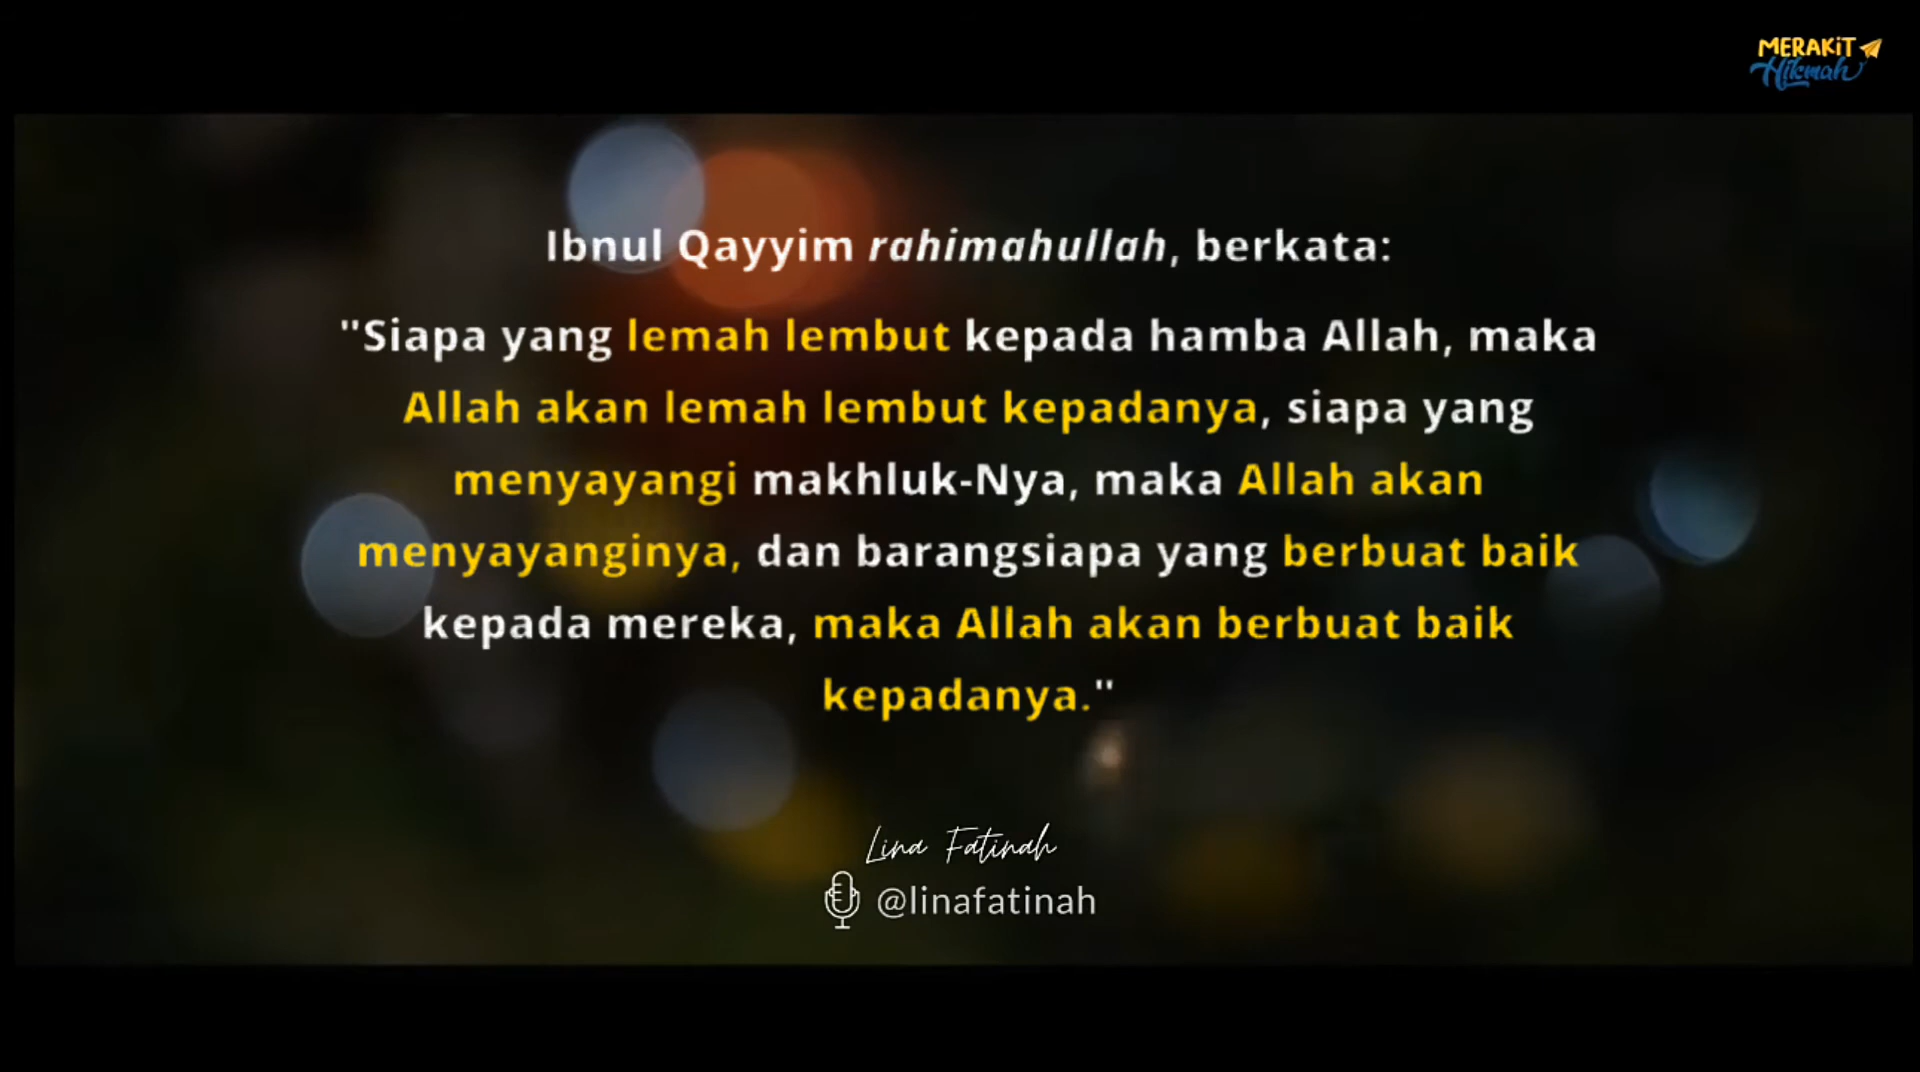 MERAKiT
Hikmah
Ibnul Qayyim rahimahullah, berkata:
"Siapa yang lemah lembut kepada hamba Allah, maka
Allah akan lemah lembut kepadanya, siapa yang
menyayangi makhluk-Nya, maka Allah akan
menyayanginya, dan barangsiapa yang berbuat baik
kepada mereka, maka Allah akan berbuat baik
kepadanya."
Lina Fatinah
@linafatinah